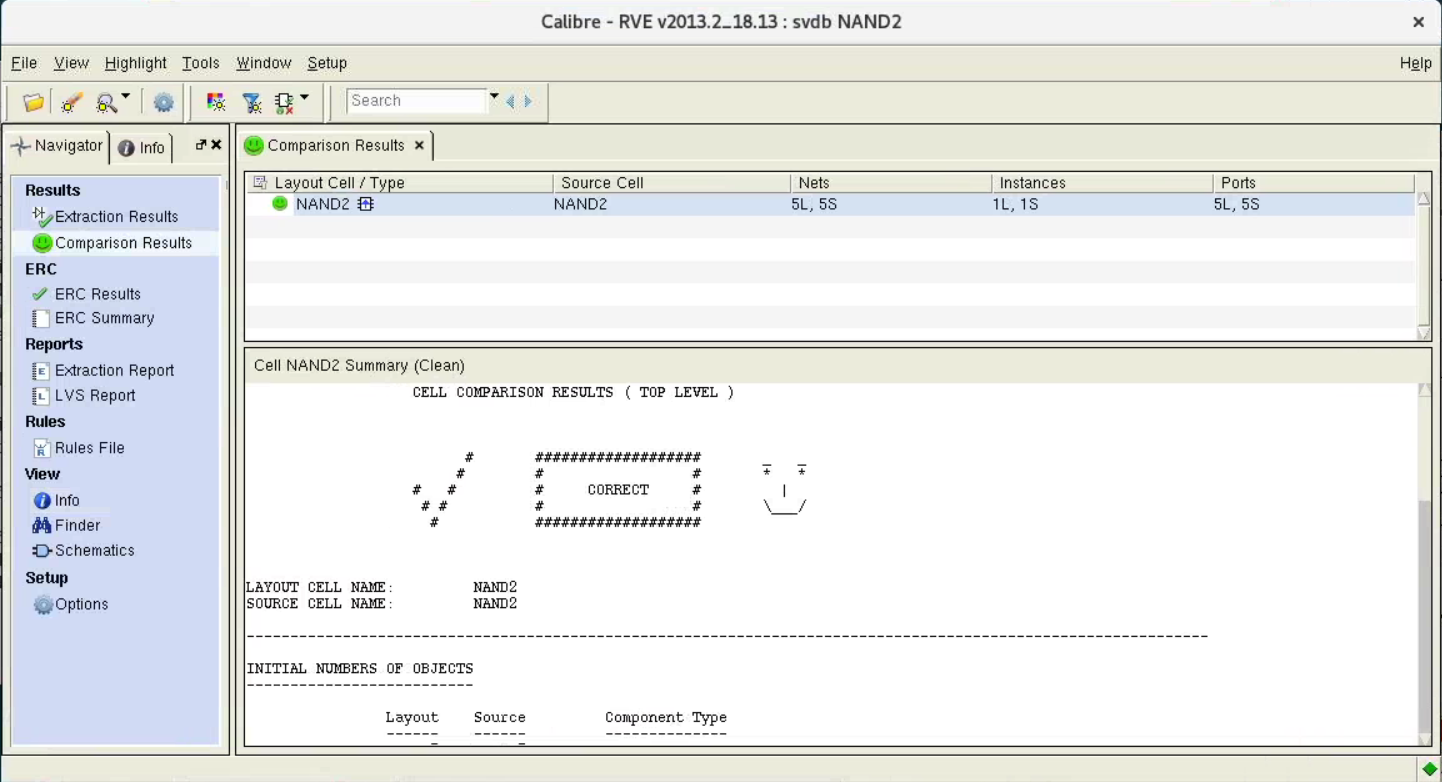 Calibre - RVE v2013.2_18.13 : svdb NAND2
File View Highlight Tools Window Setup Help
Search
Navigator Info
Comparison Results
Results
Extraction Results
Comparison Results
ERC
ERC Results
ERC Summary
Reports
Extraction Report
LVS Report
Rules
Rules File
View
Info
Finder
Schematics
Setup
Options
Layout Cell / Type Source Cell Nets Instances Ports
NAND2 NAND2 5L, 5S 1L, 1S 5L, 5S
Cell NAND2 Summary (Clean)
CELL COMPARISON RESULTS ( TOP LEVEL )
# ################### _ _
# # # * *
# # # CORRECT # |
# # # # \___/
# ###################
LAYOUT CELL NAME: NAND2
SOURCE CELL NAME: NAND2
--------------------------------------------------------------------------------------------------------------
INITIAL NUMBERS OF OBJECTS
--------------------------
Layout Source Component Type
------ ------ --------------